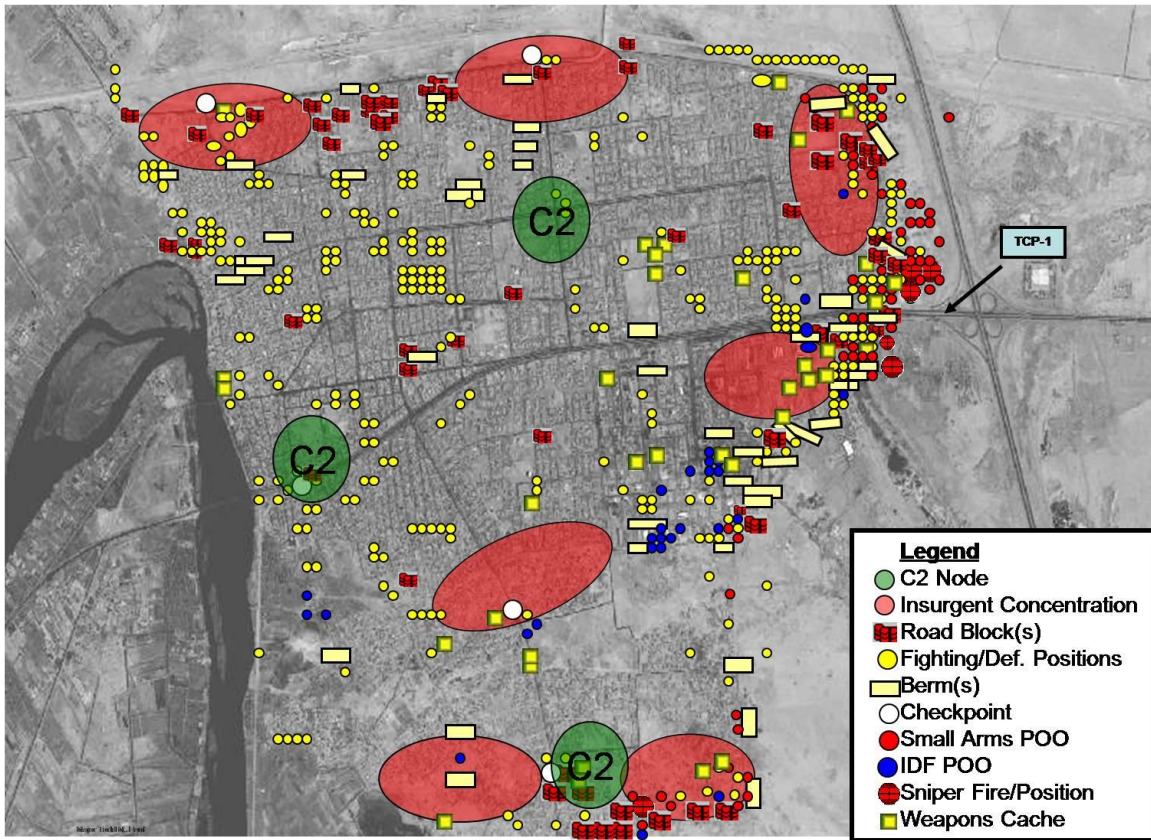 C2
TCP-1
C2
C2
Legend
C2 Node
Insurgent Concentration
Road Block(s)
Fighting/Def. Positions
Berm(s)
Checkpoint
Small Arms POO
IDF POO
Sniper Fire/Position
Weapons Cache